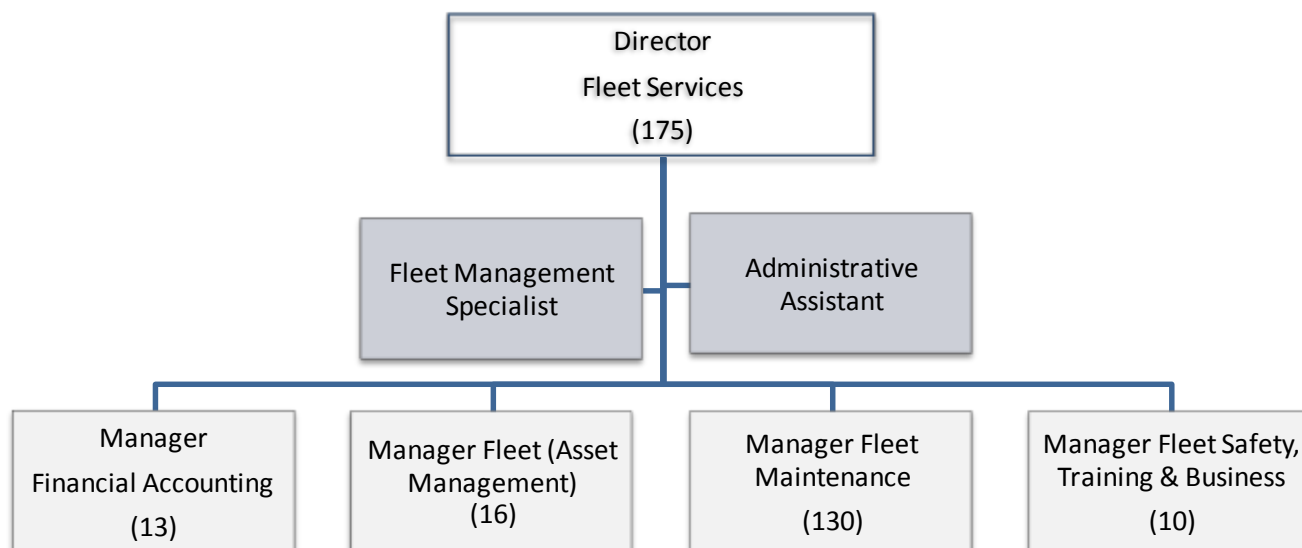 Director
Fleet Services
(175)
Fleet Management
Specialist
Administrative
Assistant
Manager
Financial Accounting
(13)
Manager Fleet (Asset
Management)
(16)
Manager Fleet
Maintenance
(130)
Manager Fleet Safety,
Training & Business
(10)